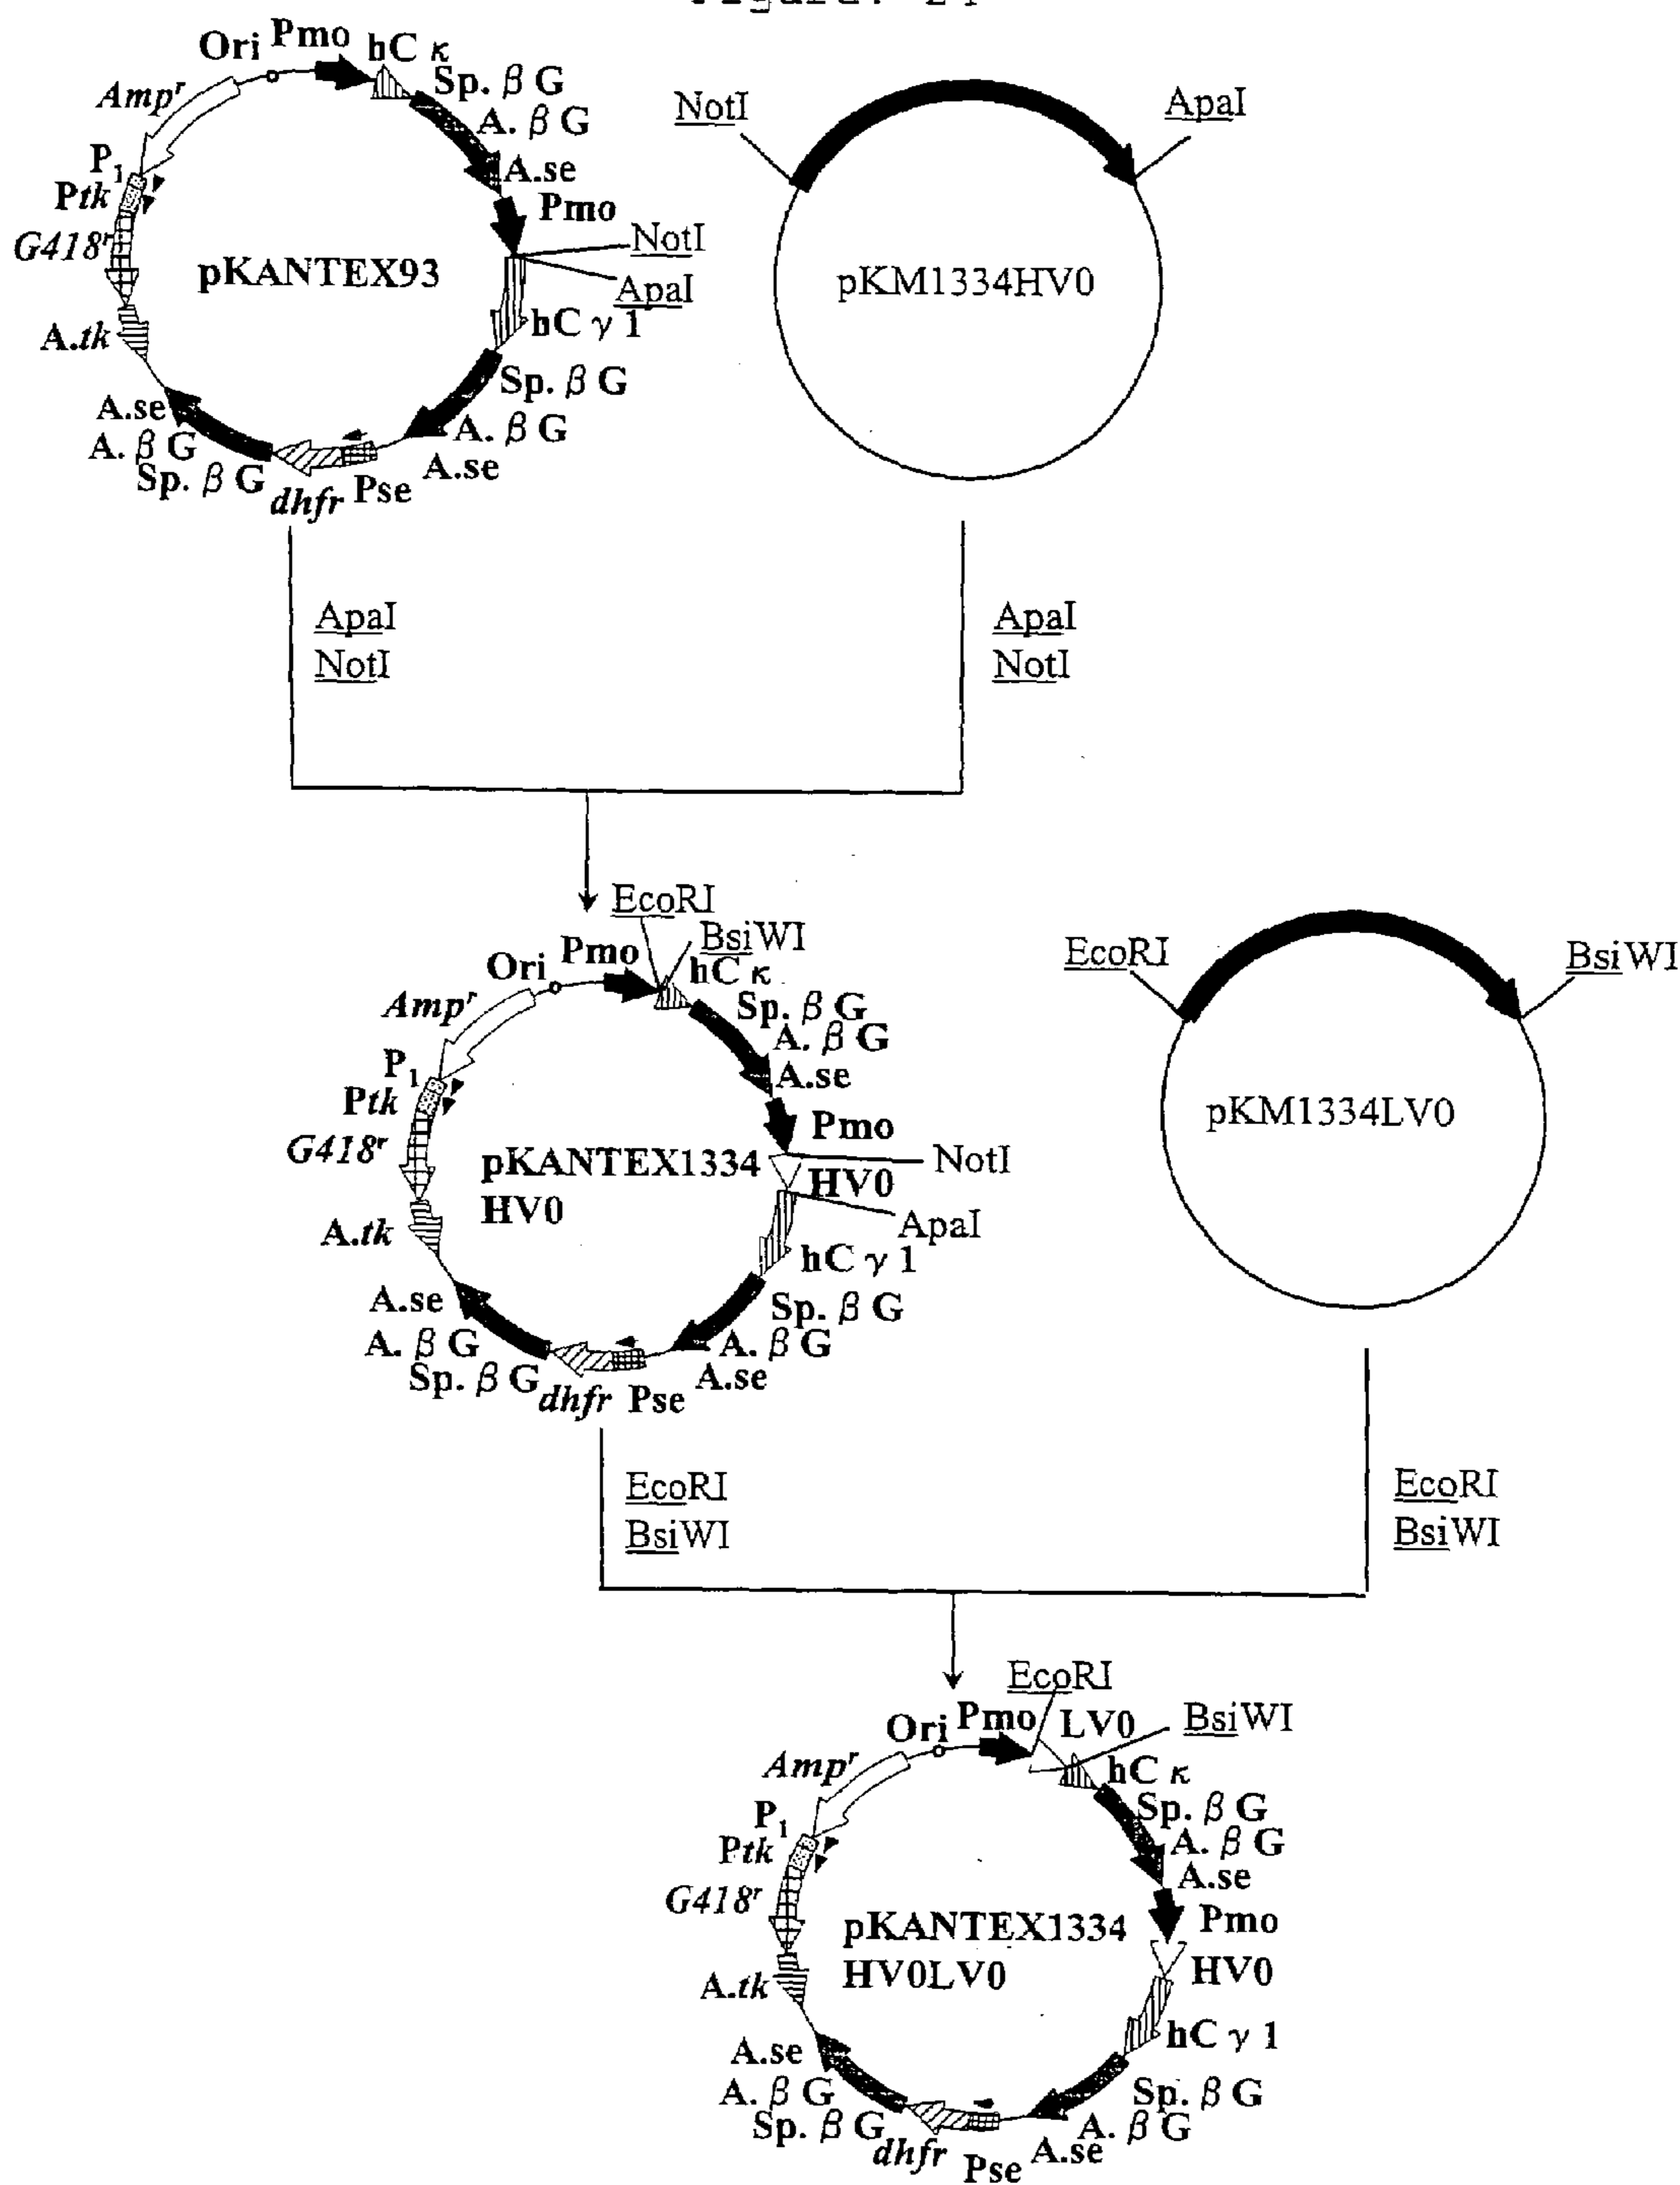 Ori
Pmo
hC κ
Sp. β G
A. β G
A.se
Pmo
NotI
ApaI
hC γ 1
Sp. β G
A. β G
A.se
Pse
dhfr
Sp. β G
A. β G
A.se
A.tk
G418r
Ptk
P1
Ampr
pKANTEX93
NotI
ApaI
pKM1334HV0
ApaI
NotI
ApaI
NotI
EcoRI
BsiWI
Ori
Pmo
hC κ
Sp. β G
A. β G
A.se
Pmo
NotI
HV0
ApaI
hC γ 1
Sp. β G
A. β G
A.se
Pse
dhfr
Sp. β G
A. β G
A.se
A.tk
G418r
Ptk
P1
Ampr
pKANTEX1334
HV0
EcoRI
BsiWI
pKM1334LV0
EcoRI
BsiWI
EcoRI
BsiWI
EcoRI
Ori
Pmo
LV0
BsiWI
hC κ
Sp. β G
A. β G
A.se
Pmo
HV0
hC γ 1
Sp. β G
A. β G
A.se
Pse
dhfr
Sp. β G
A. β G
A.se
A.tk
G418r
Ptk
P1
Ampr
pKANTEX1334
HV0LV0